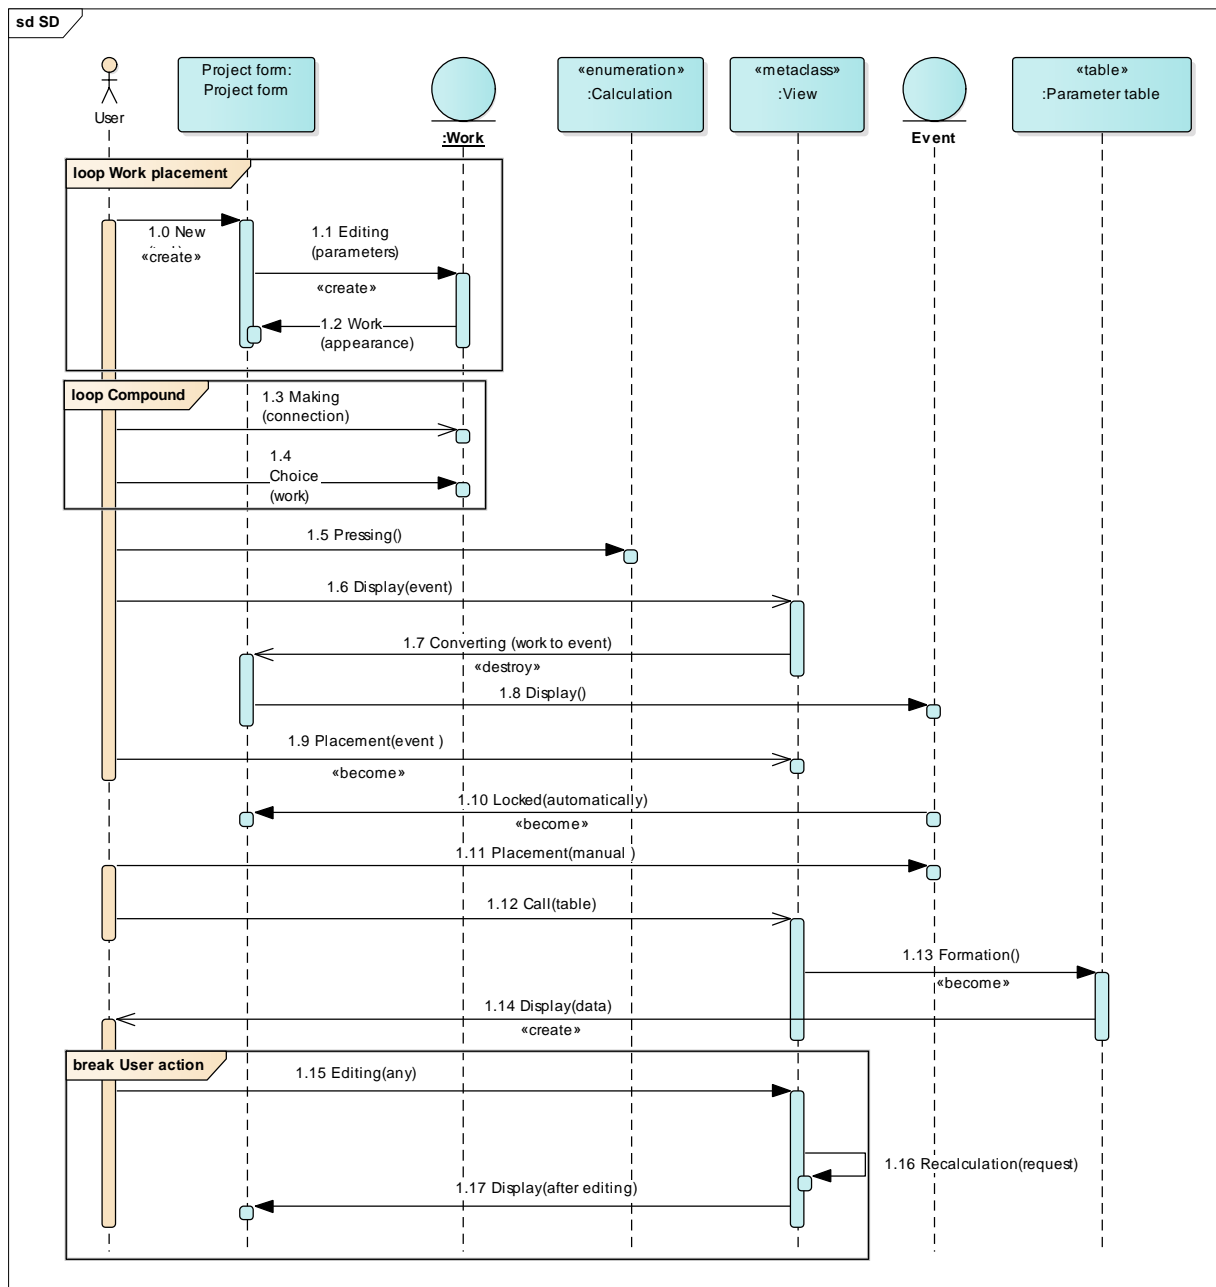 sd SD
User
Project form:
Project form
:Work
«enumeration»
:Calculation
«metaclass»
:View
Event
«table»
:Parameter table
loop Work placement
1.0 New
«create»
1.1 Editing
(parameters)
«create»
1.2 Work
(appearance)
loop Compound
1.3 Making
(connection)
1.4
Choice
(work)
1.5 Pressing()
1.6 Display(event)
1.7 Converting (work to event)
«destroy»
1.8 Display()
1.9 Placement(event )
«become»
1.10 Locked(automatically)
«become»
1.11 Placement(manual )
1.12 Call(table)
1.13 Formation()
«become»
1.14 Display(data)
«create»
break User action
1.15 Editing(any)
1.16 Recalculation(request)
1.17 Display(after editing)